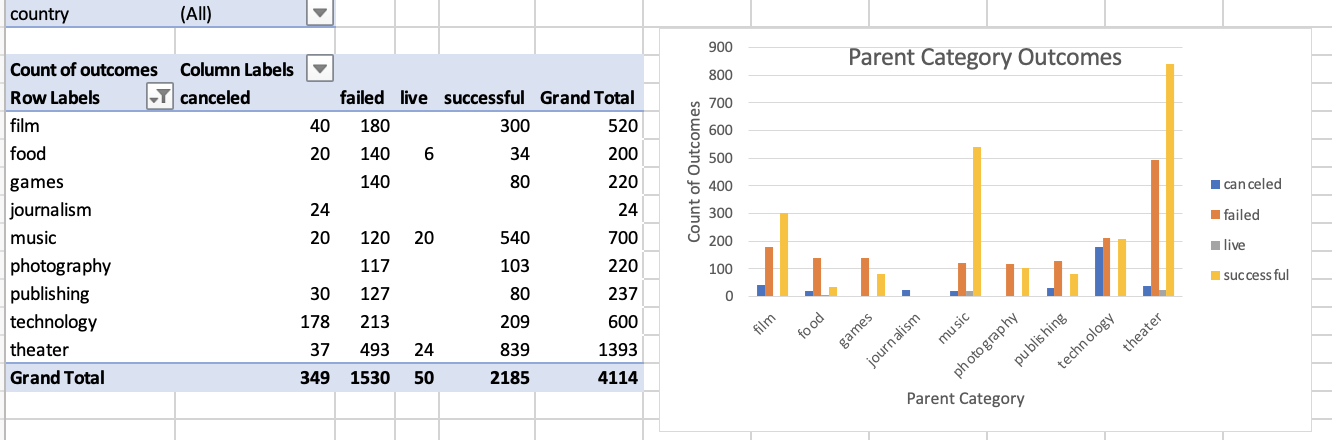 country (All)
Count of outcomes Column Labels
Row Labels canceled failed live successful Grand Total
film 40 180 300 520
food 20 140 6 34 200
games 140 80 220
journalism 24 24
music 20 120 20 540 700
photography 117 103 220
publishing 30 127 80 237
technology 178 213 209 600
theater 37 493 24 839 1393
Grand Total 349 1530 50 2185 4114
Parent Category Outcomes
Count of Outcomes
900
800
700
600
500
400
300
200
100
0
film food games journalism music photography publishing technology theater
Parent Category
canceled
failed
live
successful